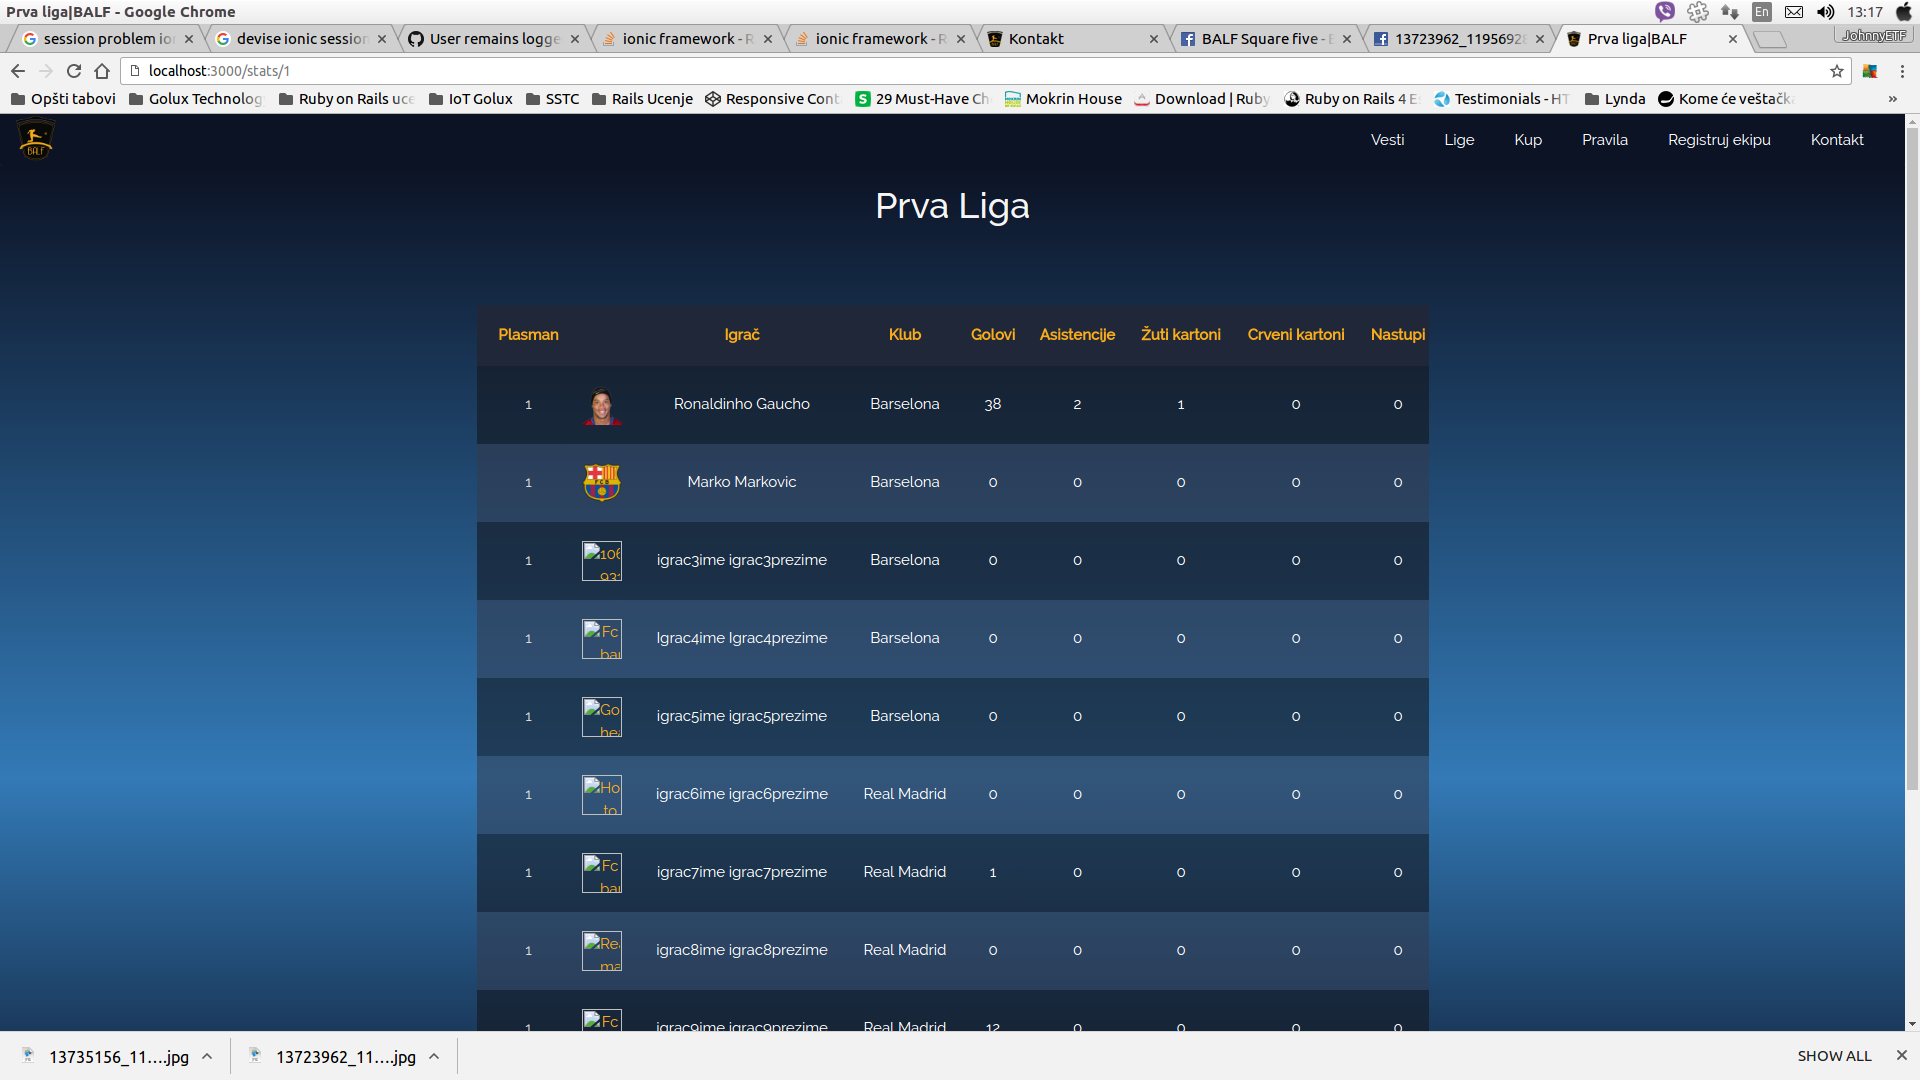 Prva liga|BALF - Google Chrome
En
13:17
session problem io
devise ionic session
User remains logge
ionic framework - R
ionic framework - R
Kontakt
BALF Square five - B
13723962_1195692
Prva liga|BALF
JohnnyETF
localhost:3000/stats/1
Opšti tabovi
Golux Technolog
Ruby on Rails uce
IoT Golux
SSTC
Rails Ucenje
Responsive Cont
29 Must-Have Ch
Mokrin House
Download | Ruby
Ruby on Rails 4 Es
Testimonials - HT
Lynda
Kome će veštačka
»
BALF
Vesti
Lige
Kup
Pravila
Registruj ekipu
Kontakt
Prva Liga
Plasman Igrač Klub Golovi Asistencije Žuti kartoni Crveni kartoni Nastupi
1 Ronaldinho Gaucho Barselona 38 2 1 0 0
1 Marko Markovic Barselona 0 0 0 0 0
1 106 igrac3ime igrac3prezime Barselona 0 0 0 0 0
931
1 Fc Igrac4ime Igrac4prezime Barselona 0 0 0 0 0
bar
1 Go igrac5ime igrac5prezime Barselona 0 0 0 0 0
hea
1 Ho igrac6ime igrac6prezime Real Madrid 0 0 0 0 0
to
1 Fc igrac7ime igrac7prezime Real Madrid 1 0 0 0 0
bar
1 Re igrac8ime igrac8prezime Real Madrid 0 0 0 0 0
ma
1 Fc igrac9ime igrac9prezime Real Madrid 12 0 0 0 0
13735156_11....jpg
13723962_11....jpg
SHOW ALL